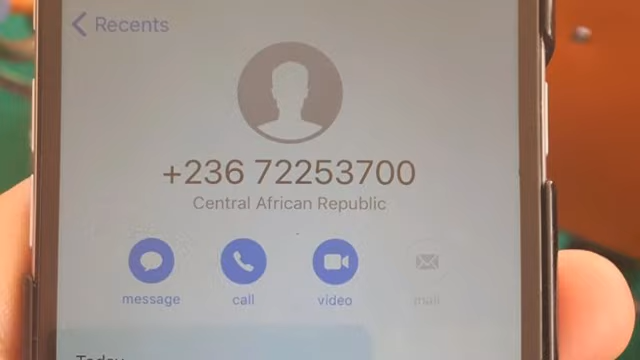 Recents
+236 72253700
Central African Republic
message call video mail
Today